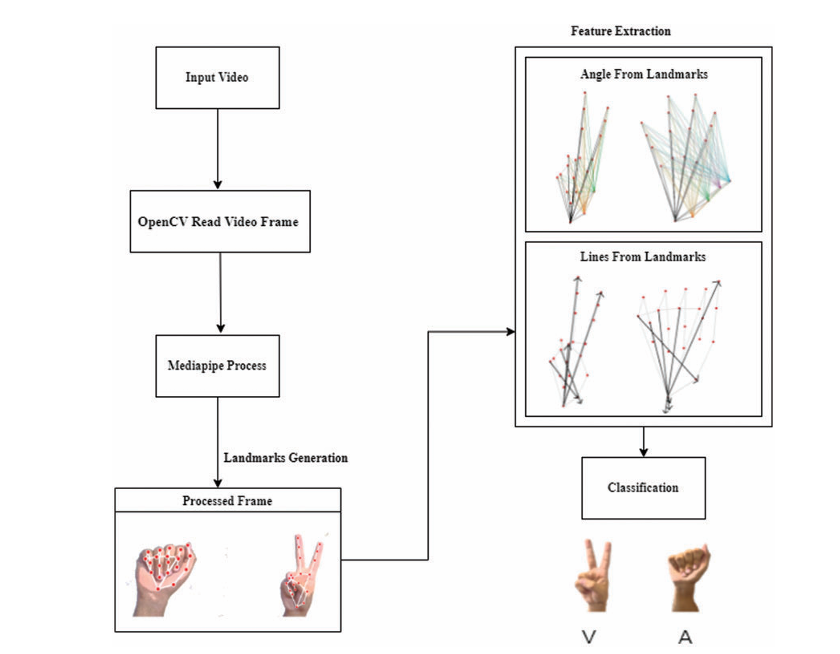 Input Video
OpenCV Read Video Frame
Mediapipe Process
Landmarks Generation
Processed Frame
Feature Extraction
Angle From Landmarks
Lines From Landmarks
Classification
V
A